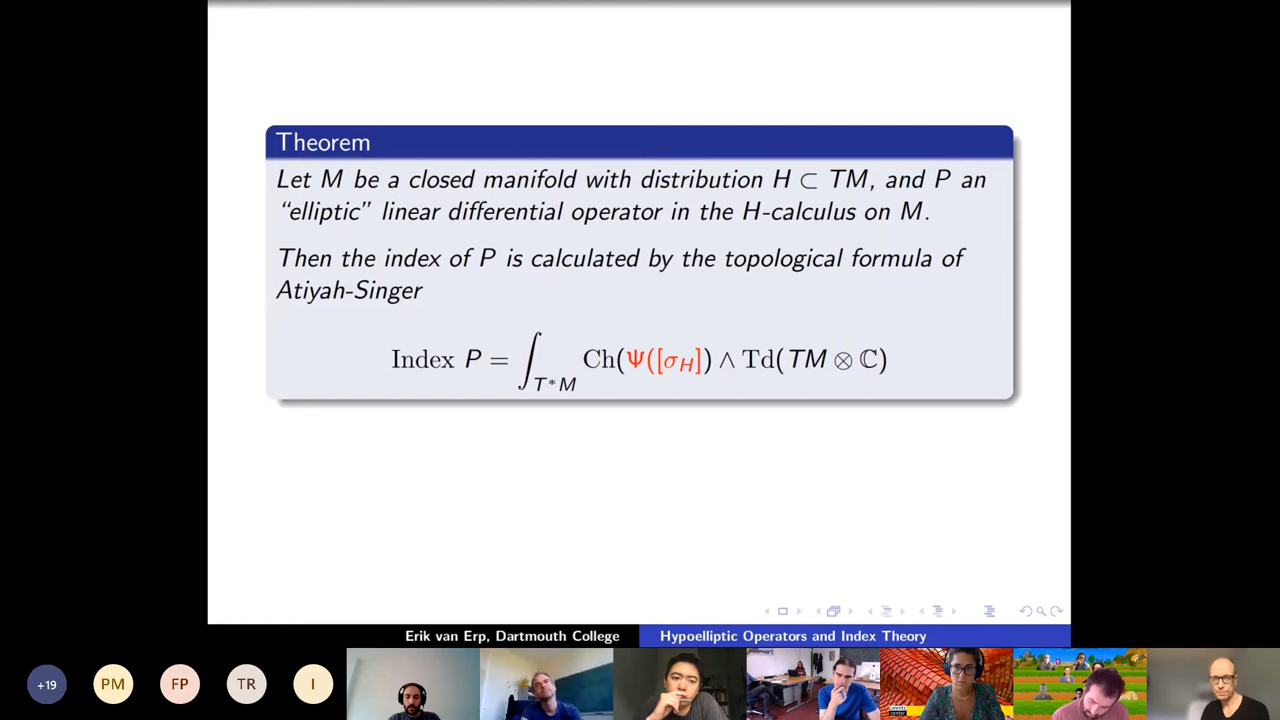 Theorem
Let M be a closed manifold with distribution H ⊂ TM, and P an
“elliptic” linear differential operator in the H-calculus on M.
Then the index of P is calculated by the topological formula of
Atiyah-Singer
Index P = ∫_{T*M} Ch(Ψ([σ_H]) ∧ Td(TM ⊗ ℂ)
Erik van Erp, Dartmouth College
Hypoelliptic Operators and Index Theory
+19
PM
FP
TR
I